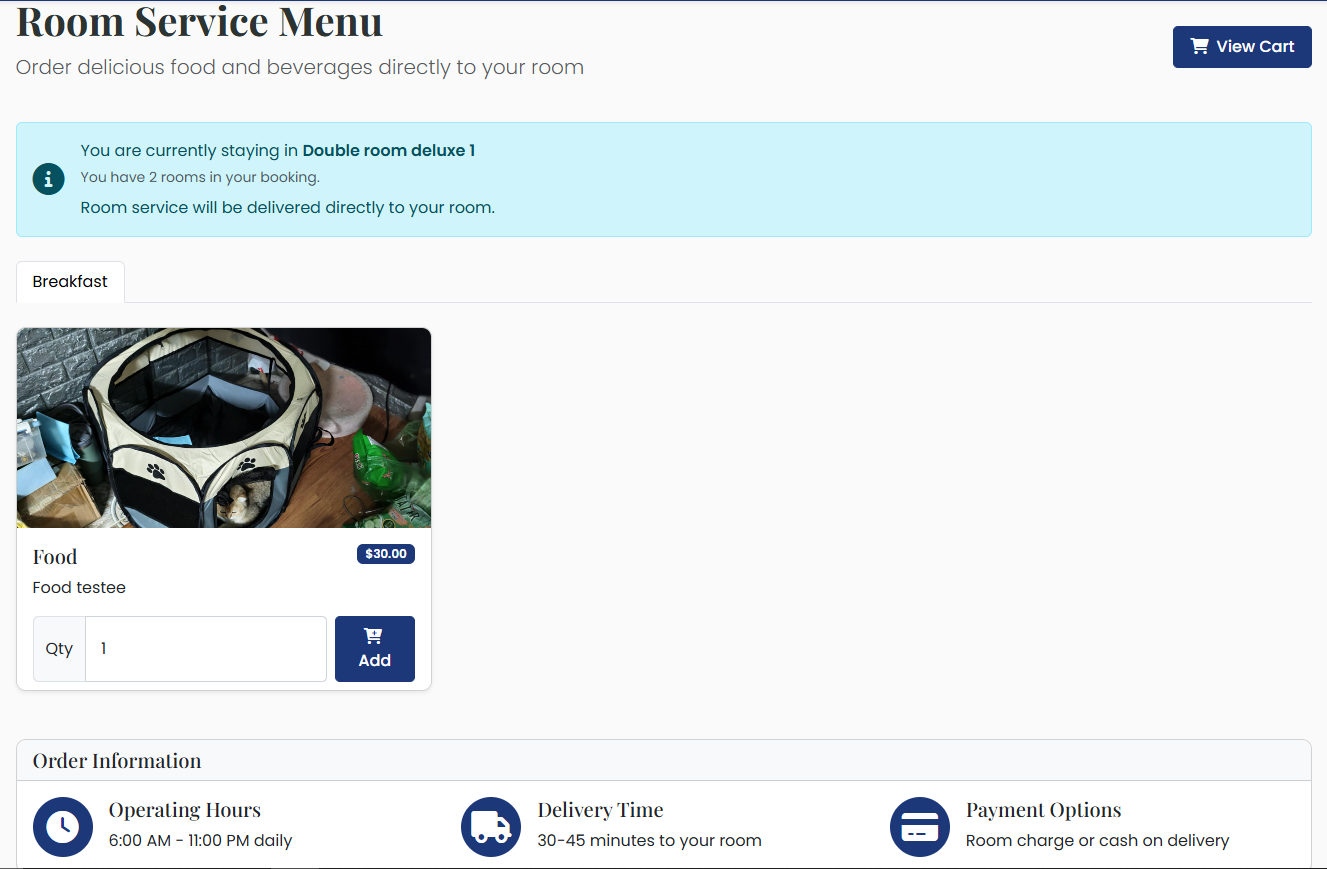 Room Service Menu
View Cart
Order delicious food and beverages directly to your room
You are currently staying in Double room deluxe 1
You have 2 rooms in your booking.
Room service will be delivered directly to your room.
Breakfast
Food
$30.00
Food testee
Qty
1
Add
Order Information
Operating Hours
6:00 AM - 11:00 PM daily
Delivery Time
30-45 minutes to your room
Payment Options
Room charge or cash on delivery